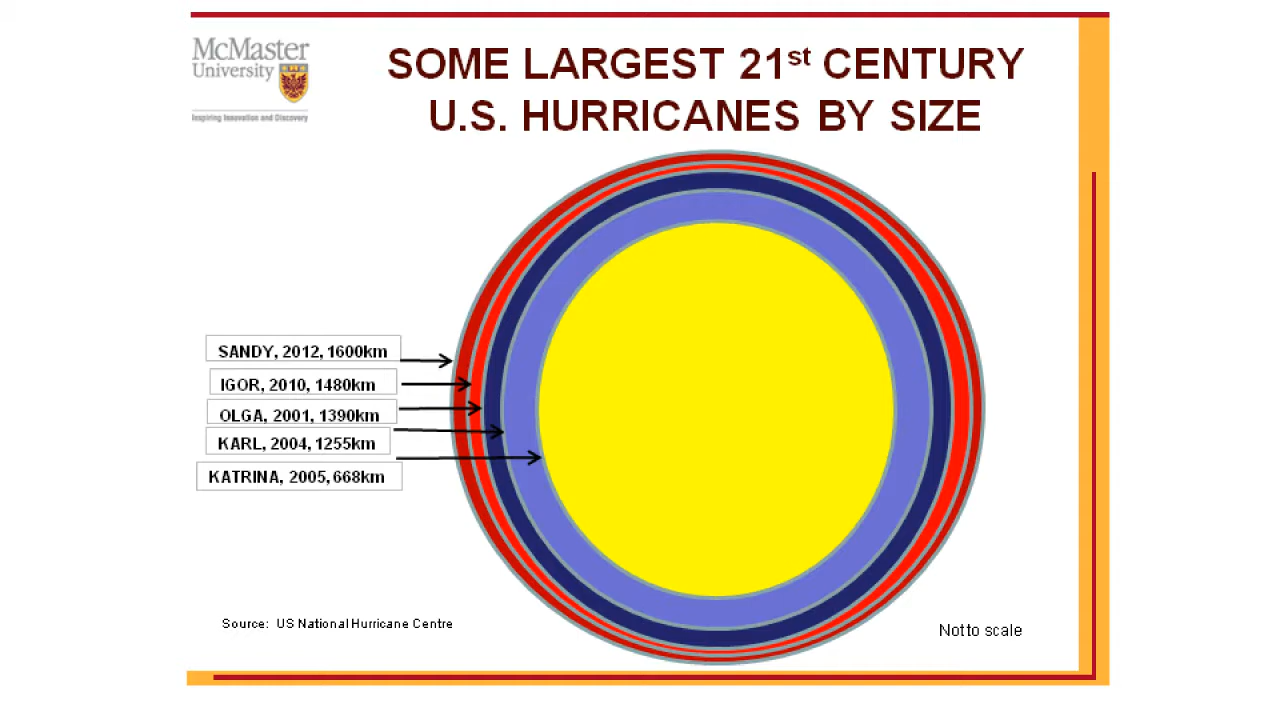 McMaster
University
Inspiring Innovation and Discovery
SOME LARGEST 21st CENTURY
U.S. HURRICANES BY SIZE
SANDY, 2012, 1600km
IGOR, 2010, 1480km
OLGA, 2001, 1390km
KARL, 2004, 1255km
KATRINA, 2005, 668km
Source: US National Hurricane Centre
Not to scale